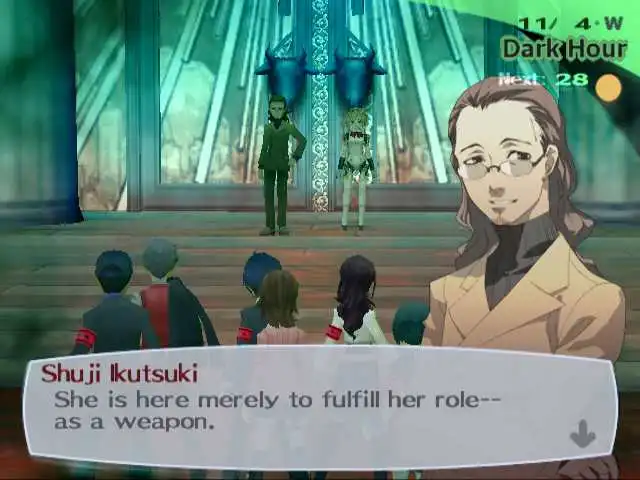 11/ 4·W
Dark Hour
Next: 28
Shuji Ikutsuki
She is here merely to fulfill her role--
as a weapon.